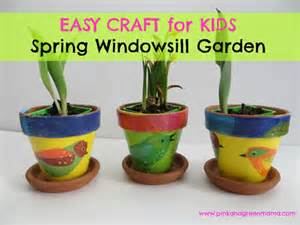 EASY CRAFT for KIDS
Spring Windowsill Garden
www.pinkandgreenmama.com